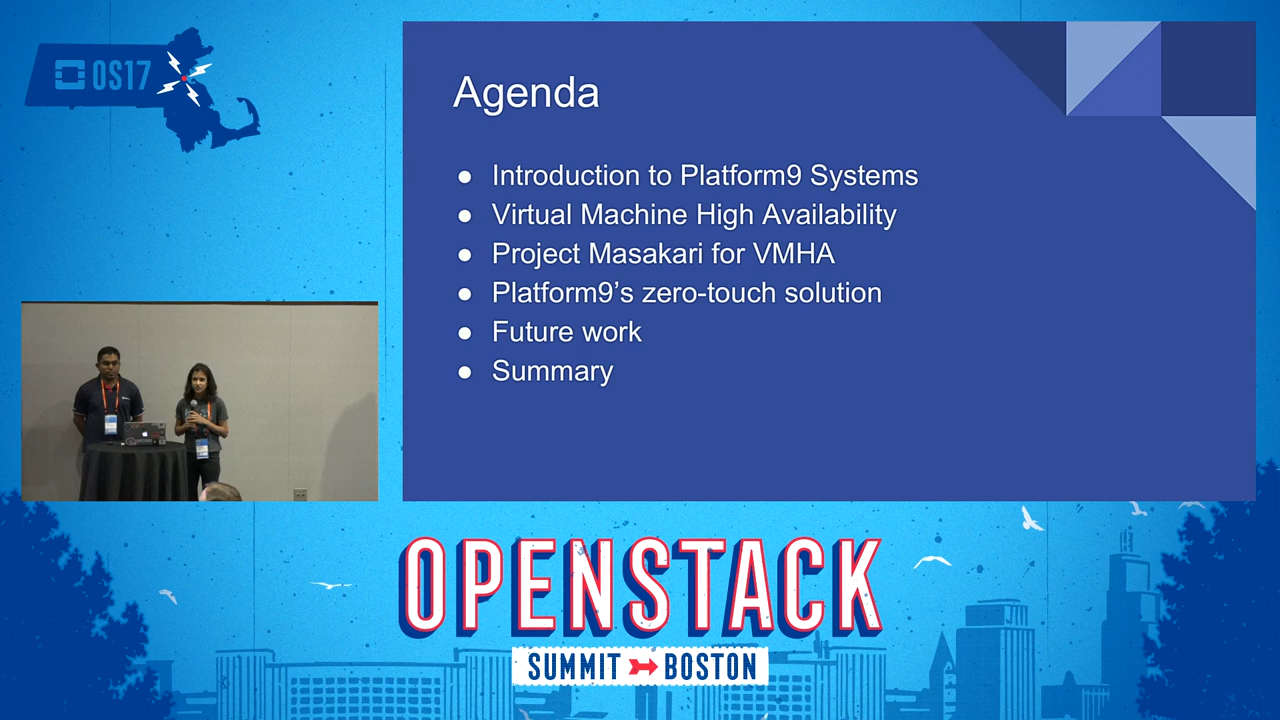 OS17
Agenda
● Introduction to Platform9 Systems
● Virtual Machine High Availability
● Project Masakari for VMHA
● Platform9's zero-touch solution
● Future work
● Summary
OPENSTACK
SUMMIT BOSTON